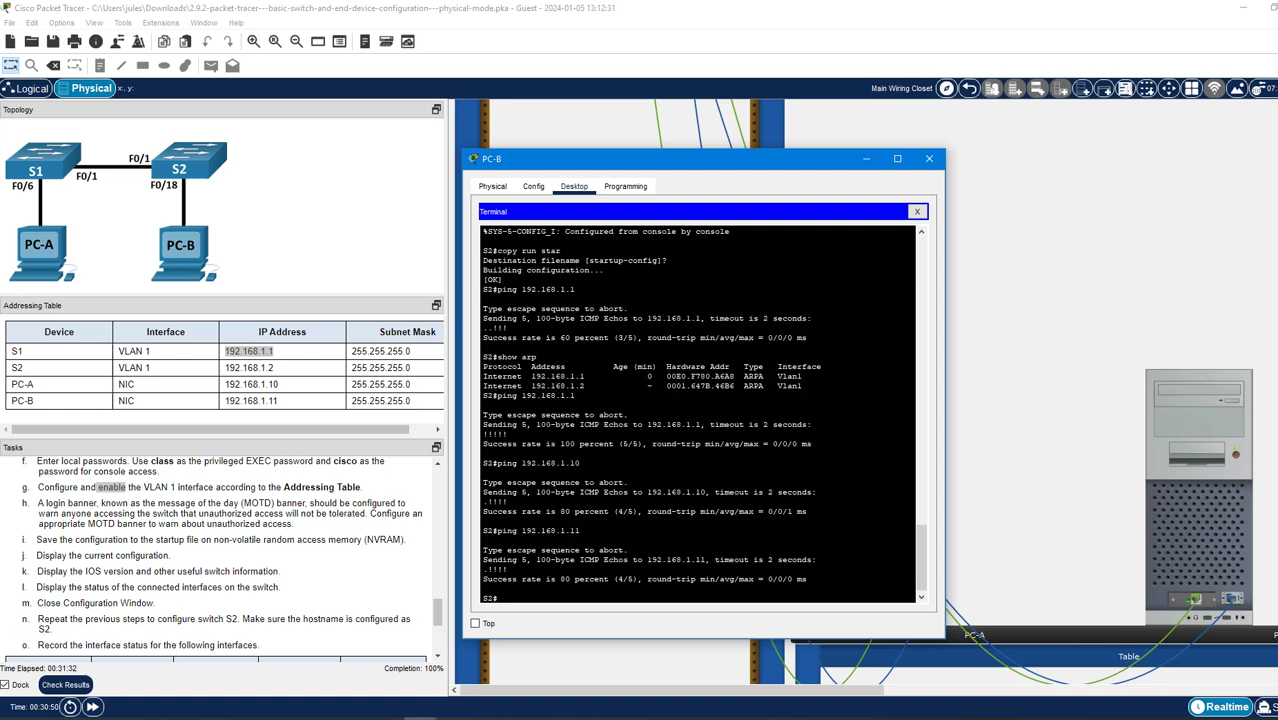 Cisco Packet Tracer - C:\Users\jules\Downloads\2.9.2-packet-tracer---basic-switch-and-end-device-configuration---physical-mode.pka - Guest - 2024-01-05 13:12:31
File Edit Options View Tools Extensions Window Help
Logical Physical x: y: Main Wiring Closet 07:
Topology
S1 F0/1 F0/1 S2
F0/6 F0/18
PC-A PC-B
Addressing Table
Device Interface IP Address Subnet Mask
S1 VLAN 1 192.168.1.1 255.255.255.0
S2 VLAN 1 192.168.1.2 255.255.255.0
PC-A NIC 192.168.1.10 255.255.255.0
PC-B NIC 192.168.1.11 255.255.255.0
Tasks
f. Enter local passwords. Use class as the privileged EXEC password and cisco as the
password for console access.
g. Configure and enable the VLAN 1 interface according to the Addressing Table.
h. A login banner, known as the message of the day (MOTD) banner, should be configured to
warn anyone accessing the switch that unauthorized access will not be tolerated. Configure an
appropriate MOTD banner to warn about unauthorized access.
i. Save the configuration to the startup file on non-volatile random access memory (NVRAM).
j. Display the current configuration.
k. Display the IOS version and other useful switch information.
l. Display the status of the connected interfaces on the switch.
m. Close Configuration Window.
n. Repeat the previous steps to configure switch S2. Make sure the hostname is configured as
S2.
o. Record the interface status for the following interfaces.
Time Elapsed: 00:31:32 Completion: 100%
Dock Check Results
Time: 00:30:50 Realtime
PC-B
Physical Config Desktop Programming
Terminal X
%SYS-5-CONFIG_I: Configured from console by console
S2#copy run star
Destination filename [startup-config]?
Building configuration...
[OK]
S2#ping 192.168.1.1
Type escape sequence to abort.
Sending 5, 100-byte ICMP Echos to 192.168.1.1, timeout is 2 seconds:
..!!!
Success rate is 60 percent (3/5), round-trip min/avg/max = 0/0/0 ms
S2#show arp
Protocol Address Age (min) Hardware Addr Type Interface
Internet 192.168.1.1 0 00E0.F780.A6A8 ARPA Vlan1
Internet 192.168.1.2 - 0001.647B.46B6 ARPA Vlan1
S2#ping 192.168.1.1
Type escape sequence to abort.
Sending 5, 100-byte ICMP Echos to 192.168.1.1, timeout is 2 seconds:
!!!!!
Success rate is 100 percent (5/5), round-trip min/avg/max = 0/0/0 ms
S2#ping 192.168.1.10
Type escape sequence to abort.
Sending 5, 100-byte ICMP Echos to 192.168.1.10, timeout is 2 seconds:
.!!!!
Success rate is 80 percent (4/5), round-trip min/avg/max = 0/0/1 ms
S2#ping 192.168.1.11
Type escape sequence to abort.
Sending 5, 100-byte ICMP Echos to 192.168.1.11, timeout is 2 seconds:
.!!!!
Success rate is 80 percent (4/5), round-trip min/avg/max = 0/0/0 ms
S2#
Top
PC-A
Table